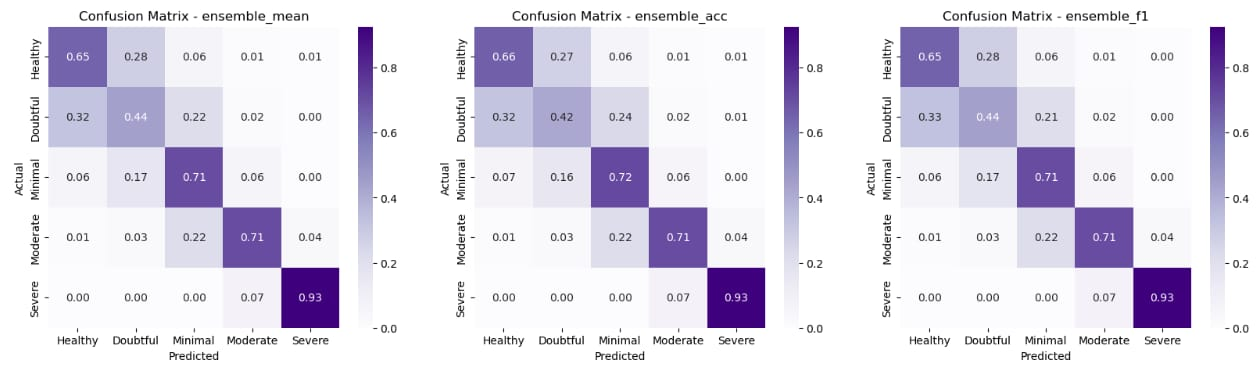 Confusion Matrix - ensemble_mean
Actual
Healthy 0.65 0.28 0.06 0.01 0.01
Doubtful 0.32 0.44 0.22 0.02 0.00
Minimal 0.06 0.17 0.71 0.06 0.00
Moderate 0.01 0.03 0.22 0.71 0.04
Severe 0.00 0.00 0.00 0.07 0.93
Healthy Doubtful Minimal Moderate Severe
Predicted
0.8
0.6
0.4
0.2
0.0
Confusion Matrix - ensemble_acc
Actual
Healthy 0.66 0.27 0.06 0.01 0.01
Doubtful 0.32 0.42 0.24 0.02 0.01
Minimal 0.07 0.16 0.72 0.06 0.00
Moderate 0.01 0.03 0.22 0.71 0.04
Severe 0.00 0.00 0.00 0.07 0.93
Healthy Doubtful Minimal Moderate Severe
Predicted
0.8
0.6
0.4
0.2
0.0
Confusion Matrix - ensemble_f1
Actual
Healthy 0.65 0.28 0.06 0.01 0.00
Doubtful 0.33 0.44 0.21 0.02 0.00
Minimal 0.06 0.17 0.71 0.06 0.00
Moderate 0.01 0.03 0.22 0.71 0.04
Severe 0.00 0.00 0.00 0.07 0.93
Healthy Doubtful Minimal Moderate Severe
Predicted
0.8
0.6
0.4
0.2
0.0